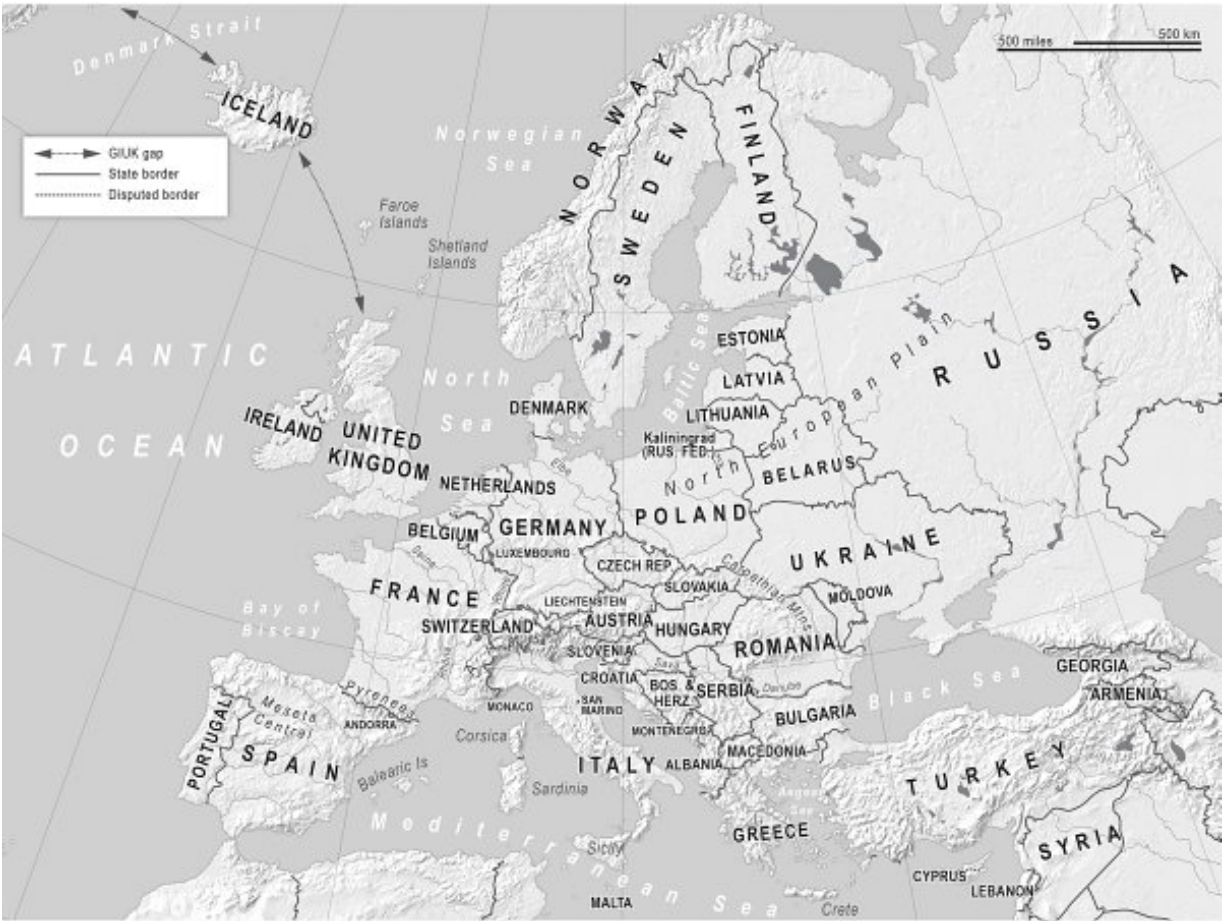 Denmark Strait
500 km
500 miles
ICELAND
GIUK gap
State border
Disputed border
Norwegian
Sea
NORWAY
SWEDEN
FINLAND
Faroe
Islands
Shetland
Islands
RUSSIA
ATLANTIC
OCEAN
North
Sea
Baltic Sea
ESTONIA
LATVIA
LITHUANIA
Kaliningrad
(RUS. FED.)
North European Plain
BELARUS
DENMARK
IRELAND
UNITED
KINGDOM
NETHERLANDS
Elbe
BELGIUM
GERMANY
POLAND
LUXEMBOURG
CZECH REP.
UKRAINE
Seine
SLOVAKIA
Carpathian Mtns
MOLDOVA
FRANCE
LIECHTENSTEIN
AUSTRIA
HUNGARY
SWITZERLAND
ROMANIA
Bay of
Biscay
SLOVENIA
CROATIA
Sava
BOS. &
HERZ.
SERBIA
Danube
Black Sea
GEORGIA
ARMENIA
Pyrenees
MONACO
SAN
MARINO
MONTENEGRO
BULGARIA
PORTUGAL
Meseta
Central
ANDORRA
SPAIN
Corsica
ITALY
ALBANIA
MACEDONIA
TURKEY
Balearic Is
Sardinia
Aegean
Sea
GREECE
SYRIA
Mediterranean Sea
Sicily
MALTA
Crete
CYPRUS
LEBANON